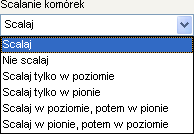 Scalanie komórek
Scalaj
Scalaj
Nie scalaj
Scalaj tylko w poziomie
Scalaj tylko w pionie
Scalaj w poziomie, potem w pionie
Scalaj w pionie, potem w poziomie